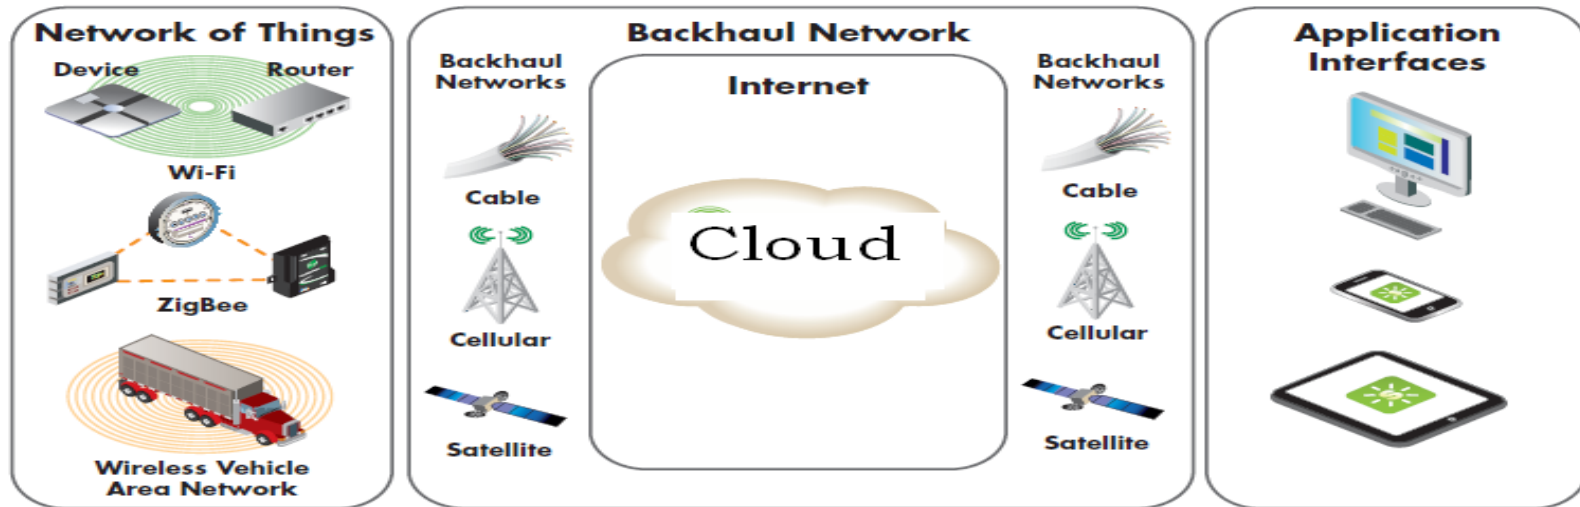 Network of Things
Device
Router
Wi-Fi
ZigBee
Wireless Vehicle
Area Network
Backhaul Network
Backhaul
Networks
Cable
Cellular
Satellite
Internet
Cloud
Backhaul
Networks
Cable
Cellular
Satellite
Application
Interfaces